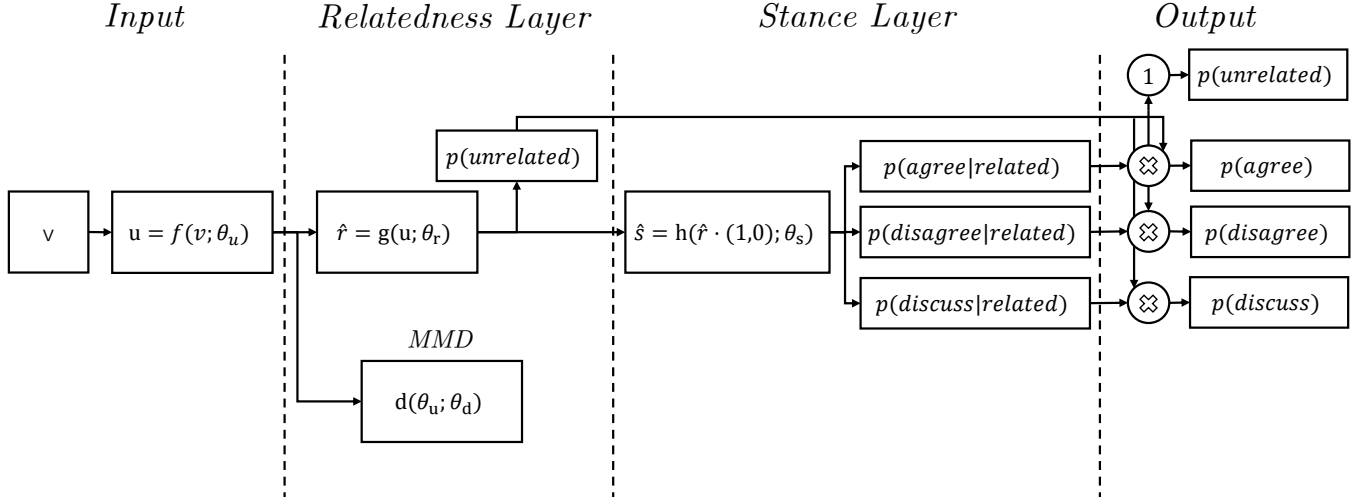 Input
Relatedness Layer
Stance Layer
Output
1
p(unrelated)
p(unrelated)
p(agree|related)
p(agree)
v
u = f(v; θ_u)
r̂ = g(u; θ_r)
ŝ = h(r̂ · (1,0); θ_s)
p(disagree|related)
p(disagree)
p(discuss|related)
p(discuss)
MMD
d(θ_u; θ_d)